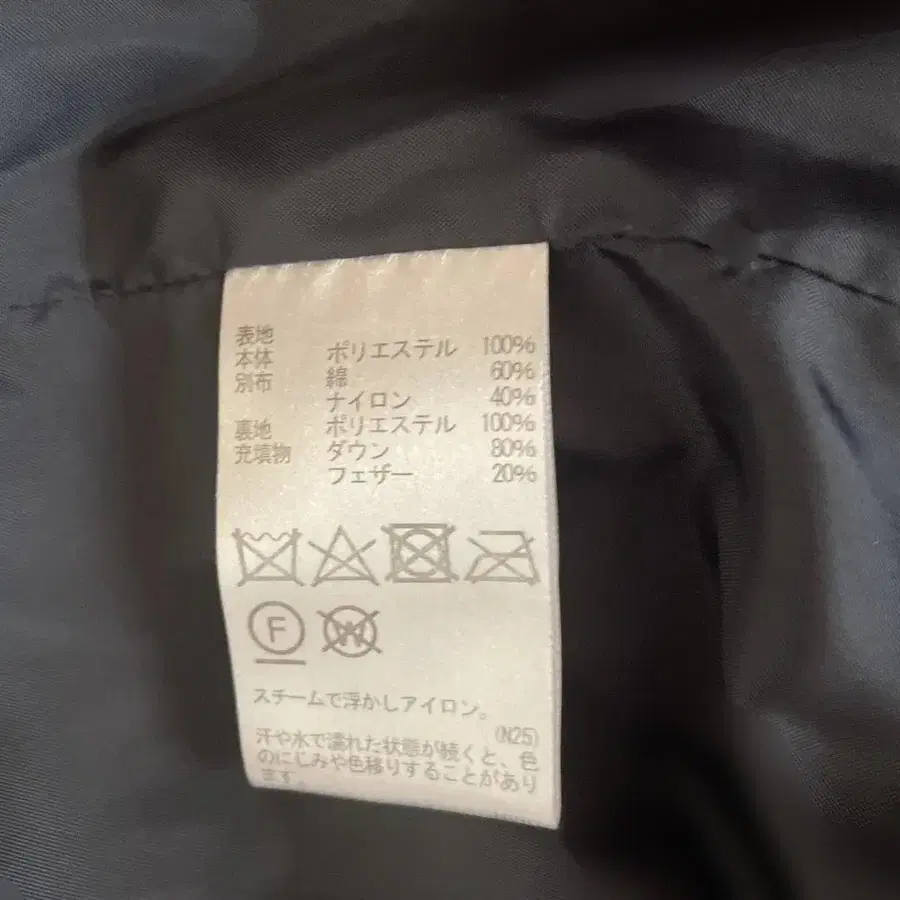 表地
本体 ポリエステル 100%
別布 綿 60%
ナイロン 40%
裏地 ポリエステル 100%
充填物 ダウン 80%
フェザー 20%
F W
スチームで浮かしアイロン。
(N25)
汗や水で濡れた状態が続くと、色
のにじみや色移りすることがあり
ます。